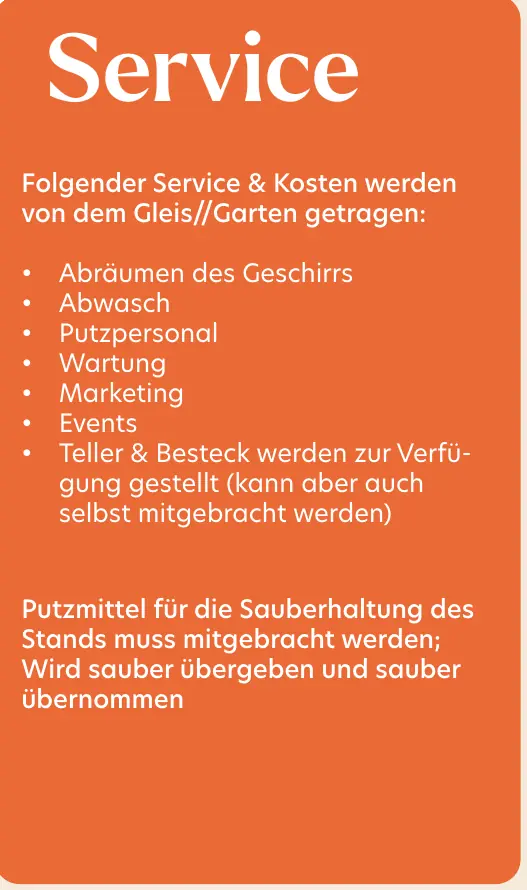 Service
Folgender Service & Kosten werden
von dem Gleis//Garten getragen:
• Abräumen des Geschirrs
• Abwasch
• Putzpersonal
• Wartung
• Marketing
• Events
• Teller & Besteck werden zur Verfü-
gung gestellt (kann aber auch
selbst mitgebracht werden)
Putzmittel für die Sauberhaltung des
Stands muss mitgebracht werden;
Wird sauber übergeben und sauber
übernommen